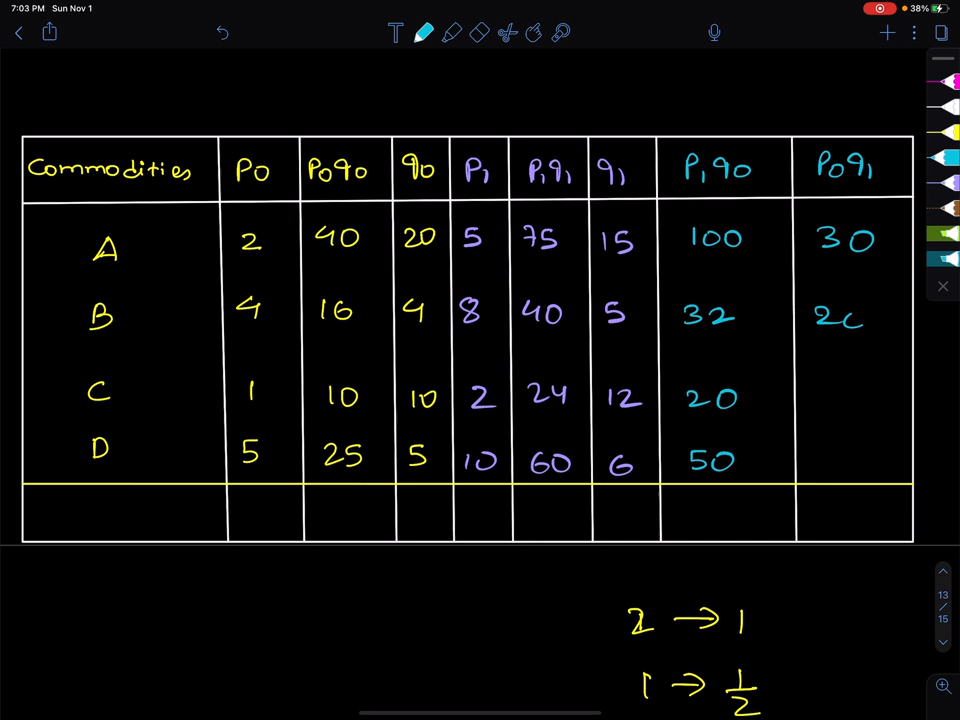 7:03 PM Sun Nov 1
38%
T
Commodities P0 P0q0 q0 P1 P1q1 q1 P1q0 P0q1
A 2 40 20 5 75 15 100 30
B 4 16 4 8 40 5 32 20
C 1 10 10 2 24 12 20
D 5 25 5 10 60 6 50
13
/
15
2 → 1
1 → 1/2